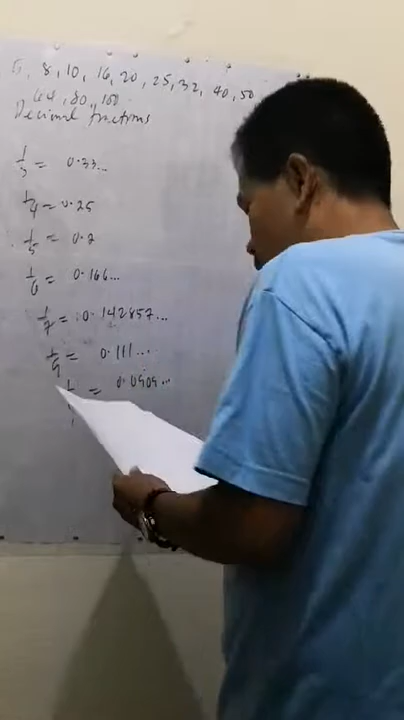 5, 8, 10, 16, 20, 25, 32, 40, 50
64, 80, 100
Decimal fractions
1/3 = 0.33...
1/4 = 0.25
1/5 = 0.2
1/6 = 0.166...
1/7 = 0.142857...
1/9 = 0.111...
= 0.0909...